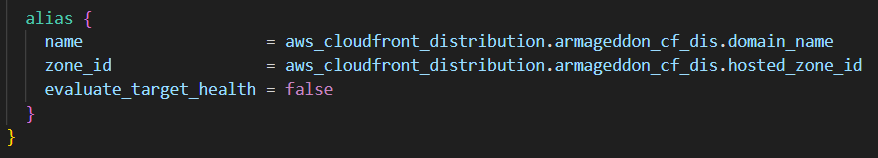 alias {
name = aws_cloudfront_distribution.armageddon_cf_dis.domain_name
zone_id = aws_cloudfront_distribution.armageddon_cf_dis.hosted_zone_id
evaluate_target_health = false
}
}